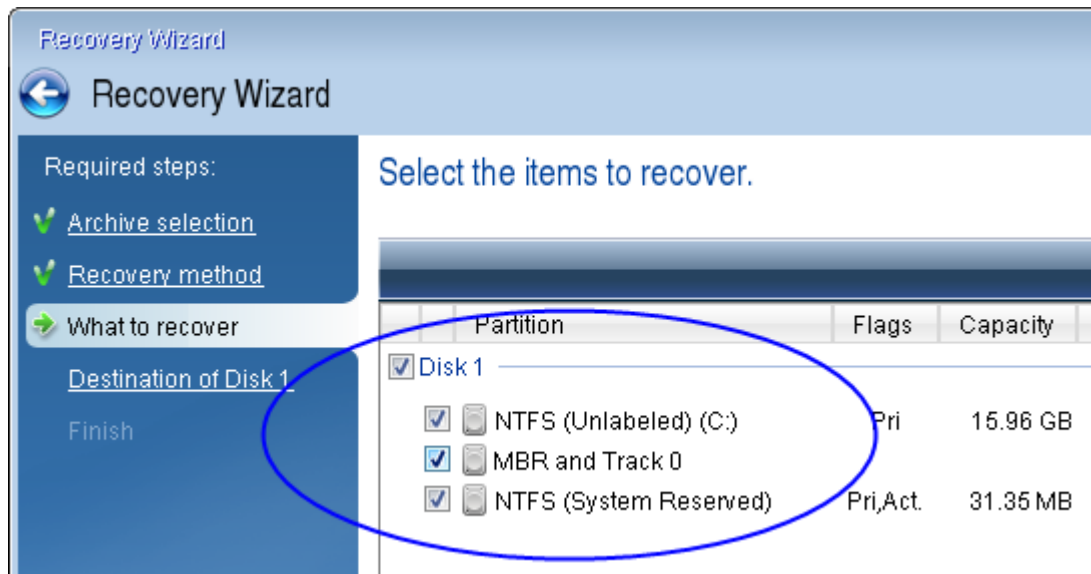 Recovery Wizard
Recovery Wizard
Required steps:
Archive selection
Recovery method
What to recover
Destination of Disk 1
Finish
Select the items to recover.
Partition Flags Capacity
Disk 1
NTFS (Unlabeled) (C:) Pri 15.96 GB
MBR and Track 0
NTFS (System Reserved) Pri,Act. 31.35 MB